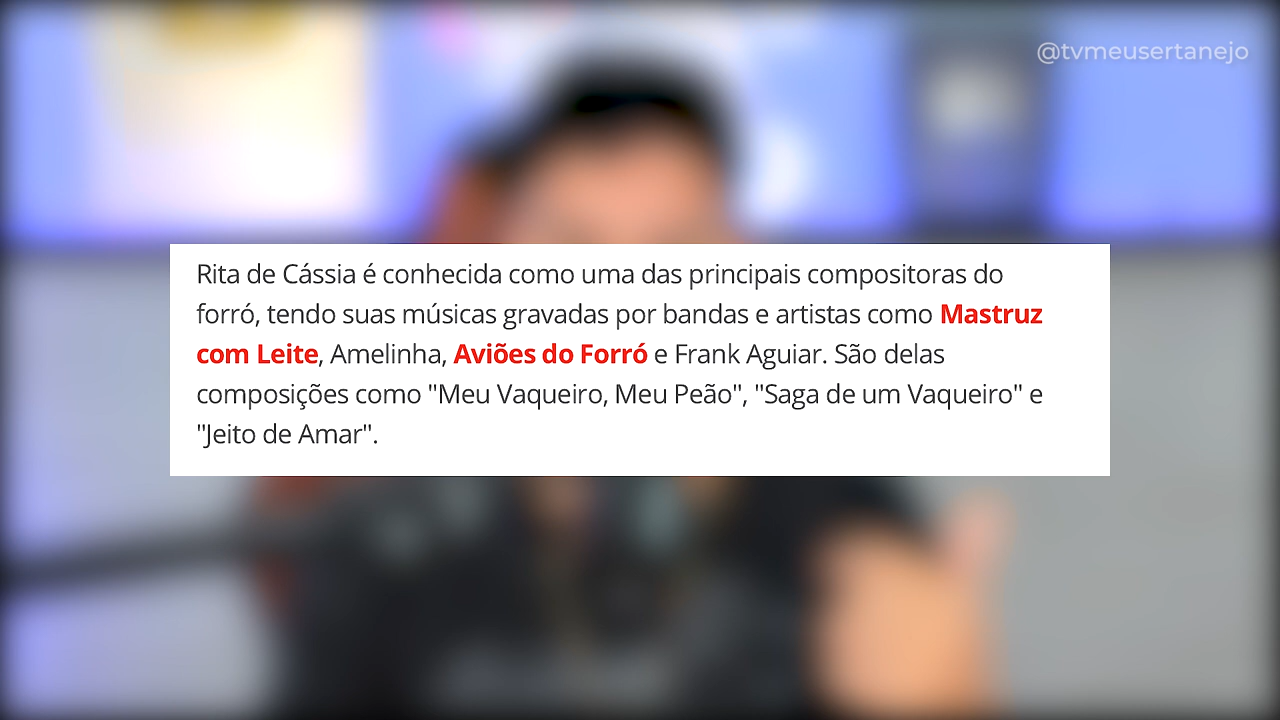 @tvmeusertanejo
Rita de Cássia é conhecida como uma das principais compositoras do
forró, tendo suas músicas gravadas por bandas e artistas como Mastruz
com Leite, Amelinha, Aviões do Forró e Frank Aguiar. São delas
composições como "Meu Vaqueiro, Meu Peão", "Saga de um Vaqueiro" e
"Jeito de Amar".